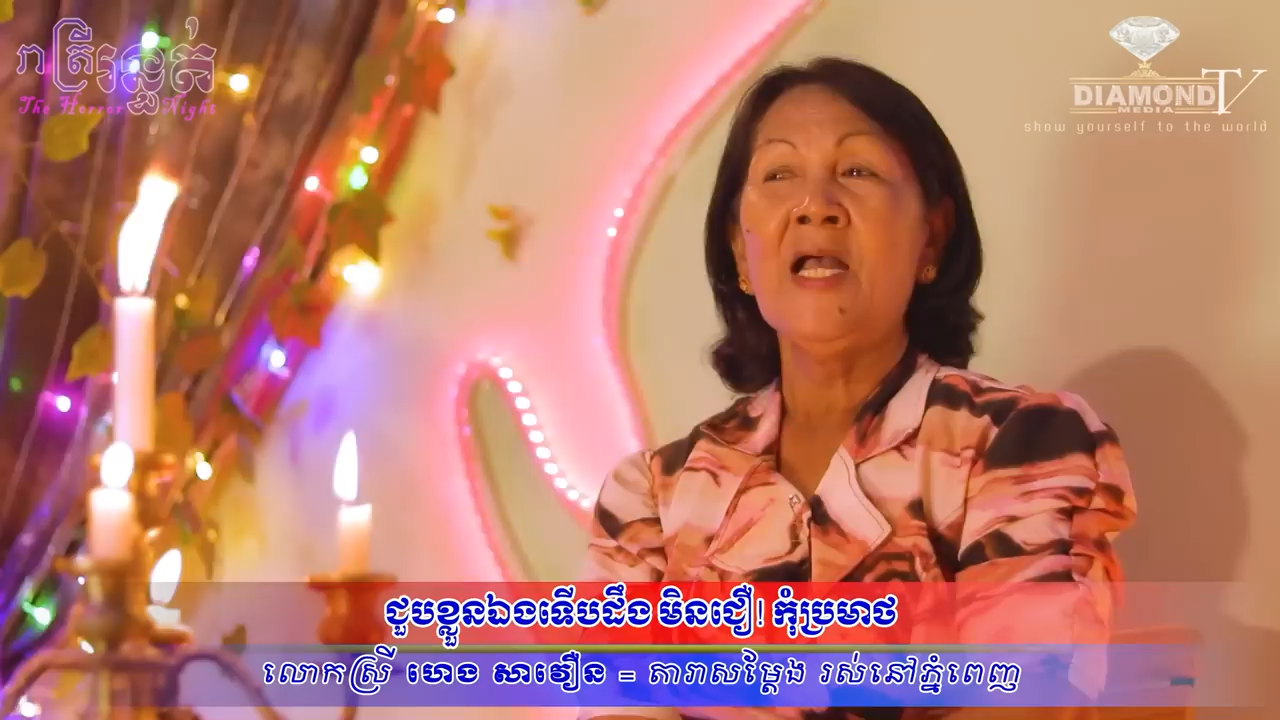 រាត្រីរន្ធត់
The Horror Night
DIAMOND TV
MEDIA
show yourself to the world
ជួបខ្លួនឯងទើបដឹង មិនជឿ! កុំប្រមាថ
លោកស្រី ហេង សាវឿន = តារាសម្ដែង រស់នៅភ្នំពេញ